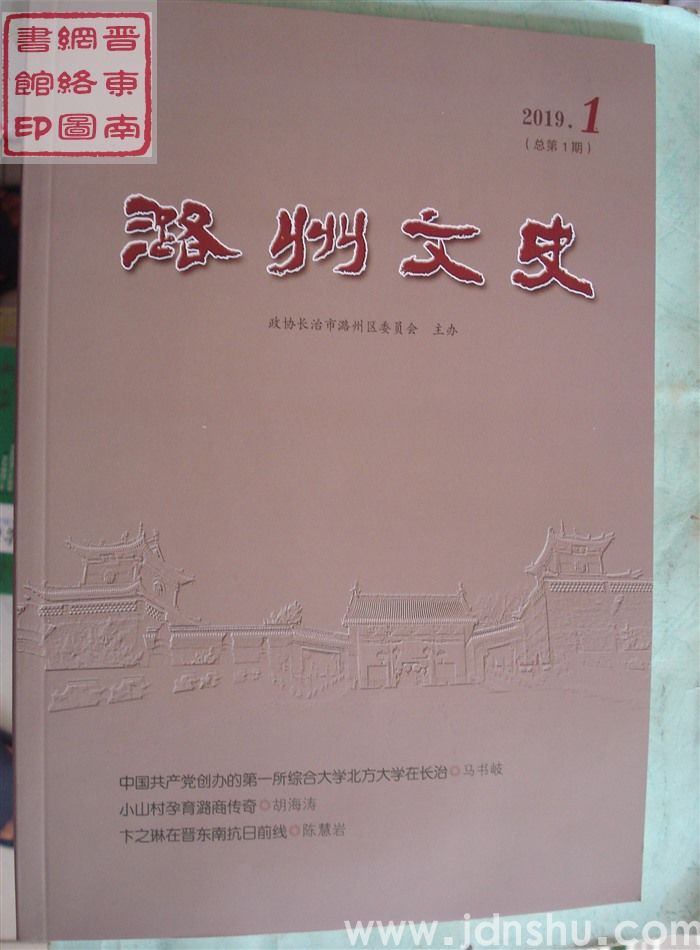 晋东南
網絡圖
書館印
2019.1
（总第1期）
潞州文史
政协长治市潞州区委员会 主办
中国共产党创办的第一所综合大学北方大学在长治 马书岐
小山村孕育潞商传奇 胡海涛
卞之琳在晋东南抗日前线 陈慧岩
www.jdnshu.com